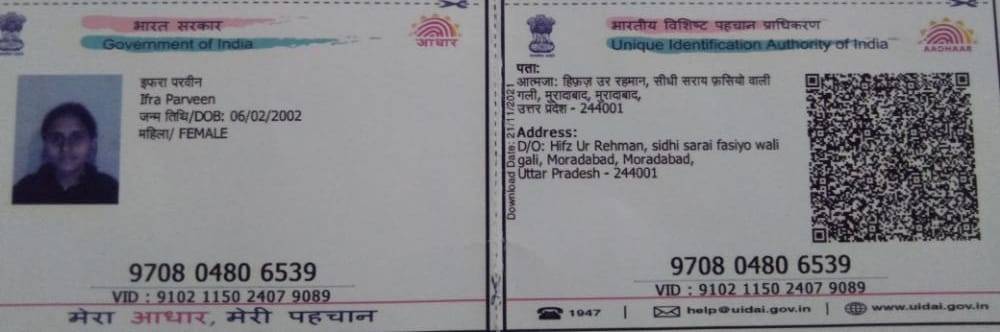 भारत सरकार
Government of India
आधार
इफरा परवीन
Ifra Parveen
जन्म तिथि/DOB: 06/02/2002
महिला/ FEMALE
9708 0480 6539
VID : 9102 1150 2407 9089
मेरा आधार, मेरी पहचान
भारतीय विशिष्ट पहचान प्राधिकरण
Unique Identification Authority of India
AADHAAR
Download Date: 21/11/2021
पता:
आत्मजा: हिफ़ज़ उर रहमान, सीधी सराय फ़सियो वाली
गली, मुरादाबाद, मुरादाबाद,
उत्तर प्रदेश - 244001
Address:
D/O: Hifz Ur Rehman, sidhi sarai fasiyo wali
gali, Moradabad, Moradabad,
Uttar Pradesh - 244001
9708 0480 6539
VID : 9102 1150 2407 9089
1947 | help@uidai.gov.in | www.uidai.gov.in